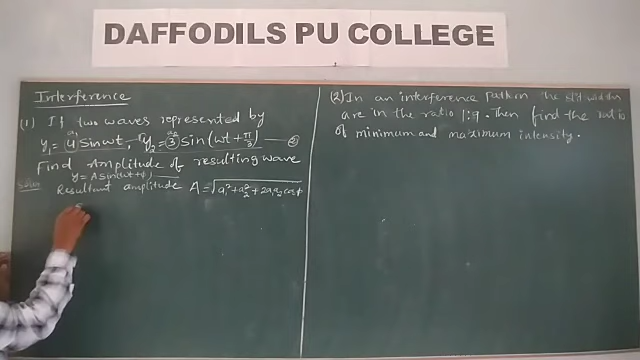 DAFFODILS PU COLLEGE
Interference
(1) If two waves represented by
y₁ = 4 sinωt, y₂ = 3 sin(ωt + π/3) — ②
Find Amplitude of resulting wave
y = A sin(ωt+ϕ)
Soln Resultant amplitude A = √a₁² + a₂² + 2a₁a₂ cosϕ
(2) In an interference Pattern the slit widths
are in the ratio 1:9. Then find the ratio
of minimum and maximum intensity.